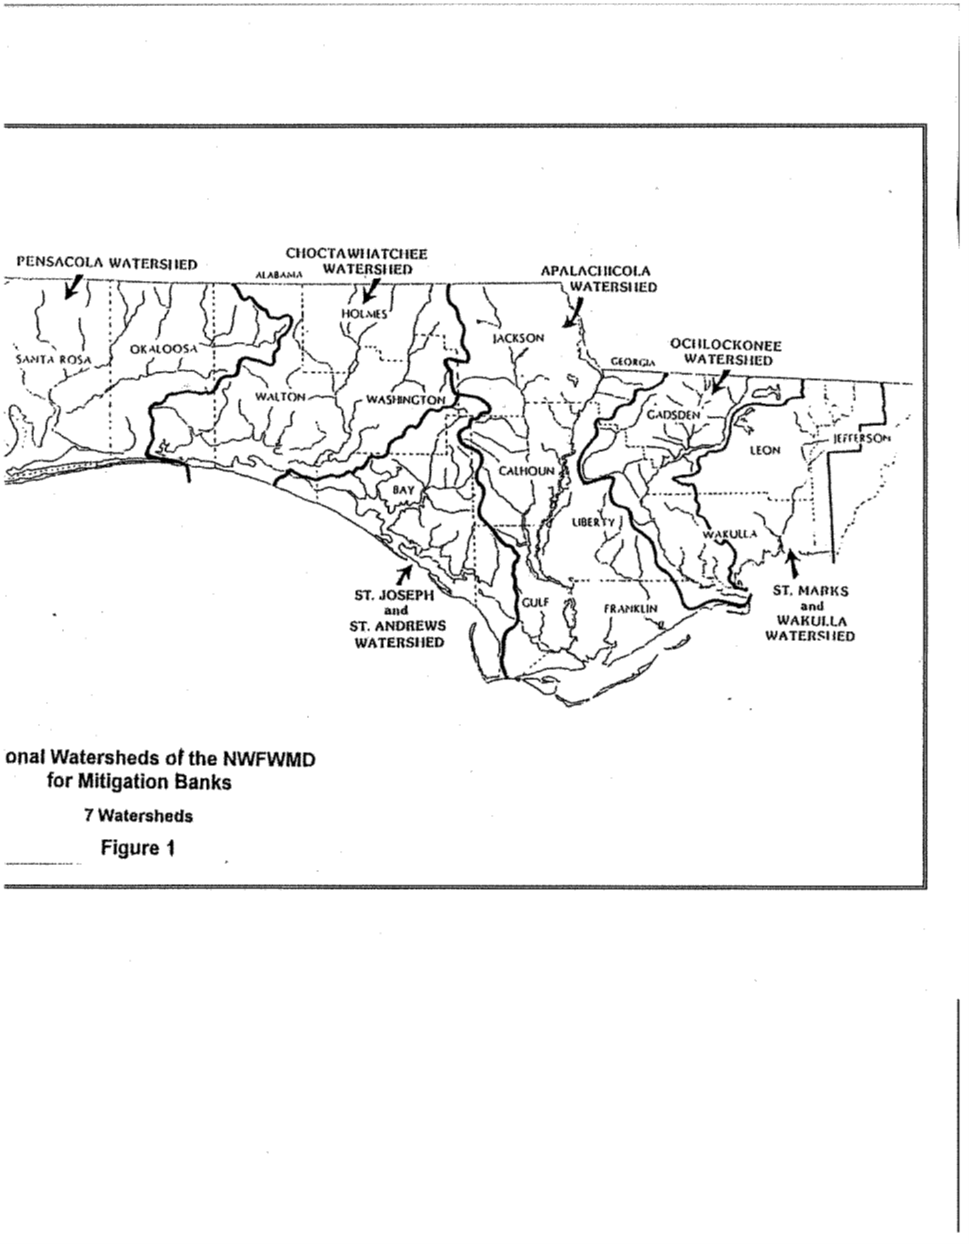 PENSACOLA WATERSHED
CHOCTAWHATCHEE
WATERSHED
ALABAMA
APALACHICOLA
WATERSHED
HOLMES
JACKSON
OCHLOCKONEE
WATERSHED
GEORGIA
SANTA ROSA
OKALOOSA
WALTON
WASHINGTON
GADSDEN
LEON
JEFFERSON
CALHOUN
BAY
LIBERTY
WAKULLA
ST. JOSEPH
and
ST. ANDREWS
WATERSHED
GULF
FRANKLIN
ST. MARKS
and
WAKULLA
WATERSHED
onal Watersheds of the NWFWMD
for Mitigation Banks
7 Watersheds
Figure 1